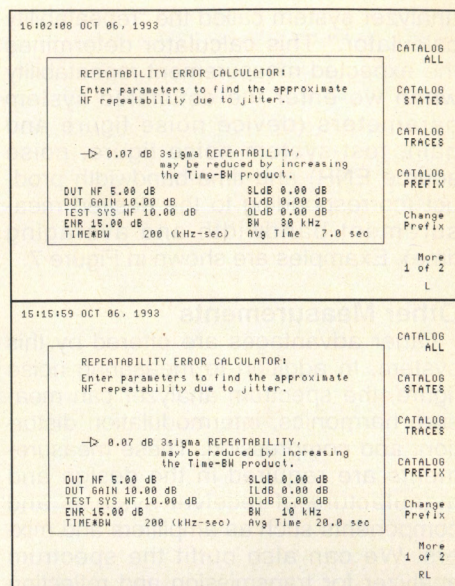 16:02:08 OCT 06, 1993
REPEATABILITY ERROR CALCULATOR:
Enter parameters to find the approximate
NF repeatability due to jitter.
-▷ 0.07 dB 3sigma REPEATABILITY,
may be reduced by increasing
the Time-BW product.
DUT NF 5.00 dB SLdB 0.00 dB
DUT GAIN 10.00 dB ILdB 0.00 dB
TEST SYS NF 10.00 dB OLdB 0.00 dB
ENR 15.00 dB BW 30 kHz
TIME*BW 200 (kHz-sec) Avg Time 7.0 sec
CATALOG
ALL
CATALOG
STATES
CATALOG
TRACES
CATALOG
PREFIX
Change
Prefix
More
1 of 2
L
15:15:59 OCT 06, 1993
REPEATABILITY ERROR CALCULATOR:
Enter parameters to find the approximate
NF repeatability due to jitter.
-▷ 0.07 dB 3sigma REPEATABILITY,
may be reduced by increasing
the Time-BW product.
DUT NF 5.00 dB SLdB 0.00 dB
DUT GAIN 10.00 dB ILdB 0.00 dB
TEST SYS NF 10.00 dB OLdB 0.00 dB
ENR 15.00 dB BW 10 kHz
TIME*BW 200 (kHz-sec) Avg Time 20.0 sec
CATALOG
ALL
CATALOG
STATES
CATALOG
TRACES
CATALOG
PREFIX
Change
Prefix
More
1 of 2
RL